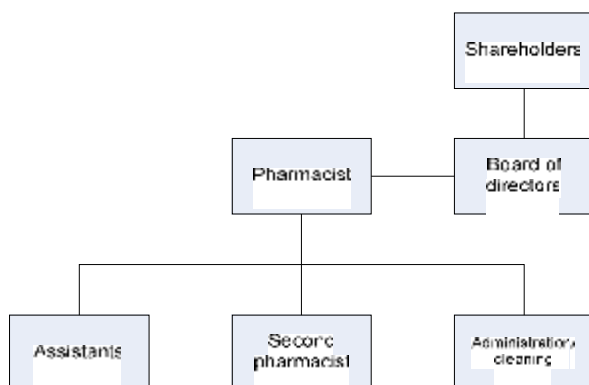 Shareholders
Pharmacist
Board of
directors
Assistants
Second
pharmacist
Administration/
cleaning